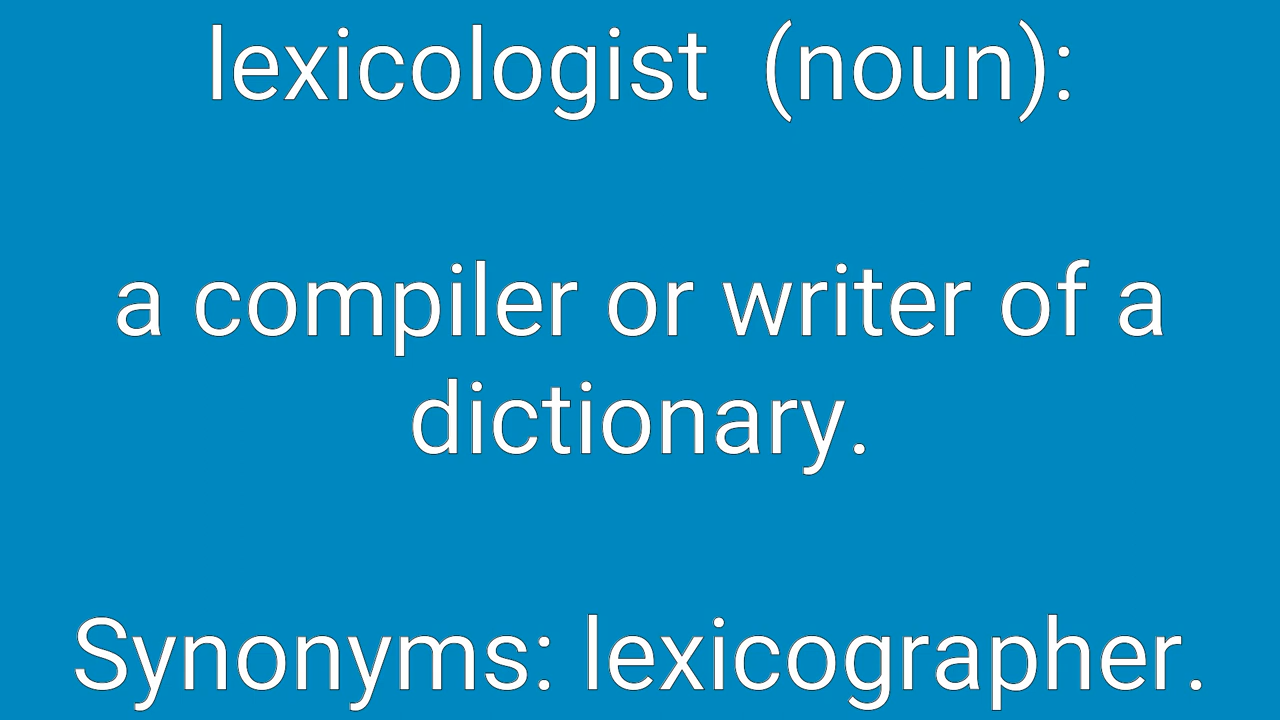 lexicologist  (noun):
a compiler or writer of a
dictionary.
Synonyms: lexicographer.